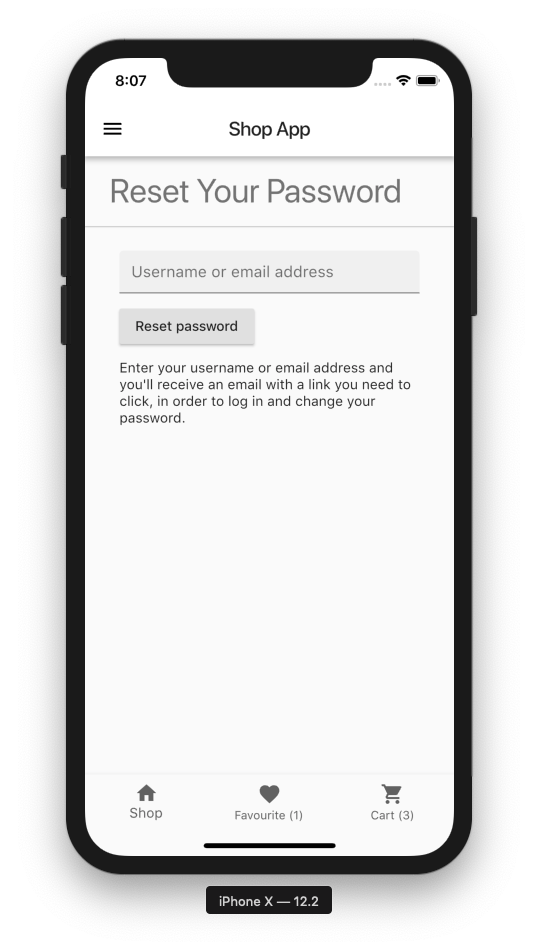 8:07
Shop App
Reset Your Password
Username or email address
Reset password
Enter your username or email address and
you'll receive an email with a link you need to
click, in order to log in and change your
password.
Shop
Favourite (1)
Cart (3)
iPhone X — 12.2